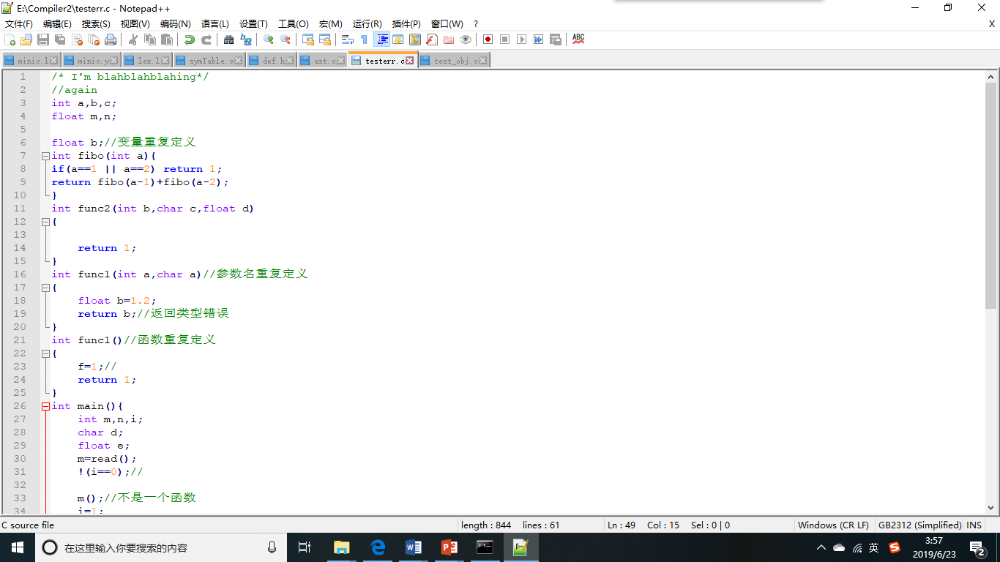 E:\Compiler2\testerr.c - Notepad++
文件(F) 编辑(E) 搜索(S) 视图(V) 编码(N) 语言(L) 设置(T) 工具(O) 宏(M) 运行(R) 插件(P) 窗口(W) ? X
minic.l minic.y lex.l symTable.c def.h ast.c testerr.c test_obj.c
1 /* I'm blahblahblahing*/
2 //again
3 int a,b,c;
4 float m,n;
5
6 float b;//变量重复定义
7 int fibo(int a){
8 if(a==1 || a==2) return 1;
9 return fibo(a-1)+fibo(a-2);
10 }
11 int func2(int b,char c,float d)
12 {
13
14 return 1;
15 }
16 int func1(int a,char a)//参数名重复定义
17 {
18 float b=1.2;
19 return b;//返回类型错误
20 }
21 int func1()//函数重复定义
22 {
23 f=1;//
24 return 1;
25 }
26 int main(){
27 int m,n,i;
28 char d;
29 float e;
30 m=read();
31 !(i==0);//
32
33 m();//不是一个函数
34 i=1;
C source file length : 844 lines : 61 Ln : 49 Col : 15 Sel : 0 | 0 Windows (CR LF) GB2312 (Simplified) INS
在这里输入你要搜索的内容 英 3:57
2019/6/23 2